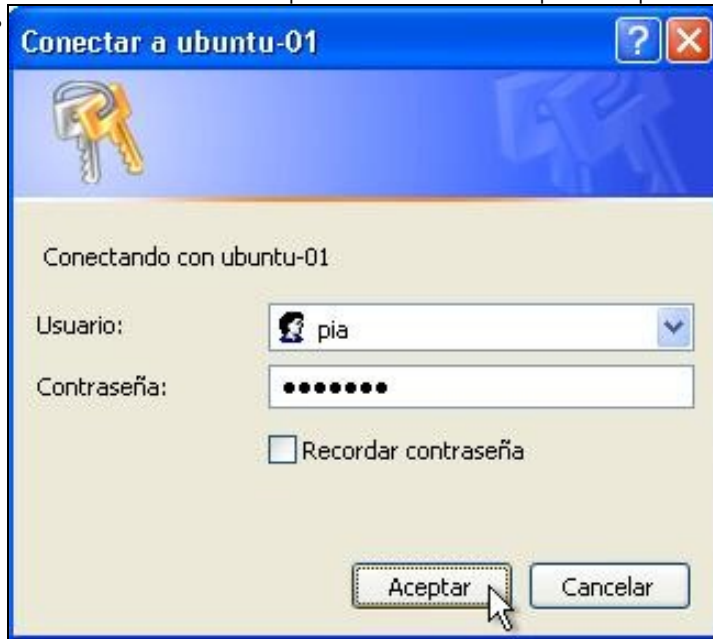 Conectar a ubuntu-01
Conectando con ubuntu-01
Usuario: pia
Contraseña: •••••••
Recordar contraseña
Aceptar Cancelar